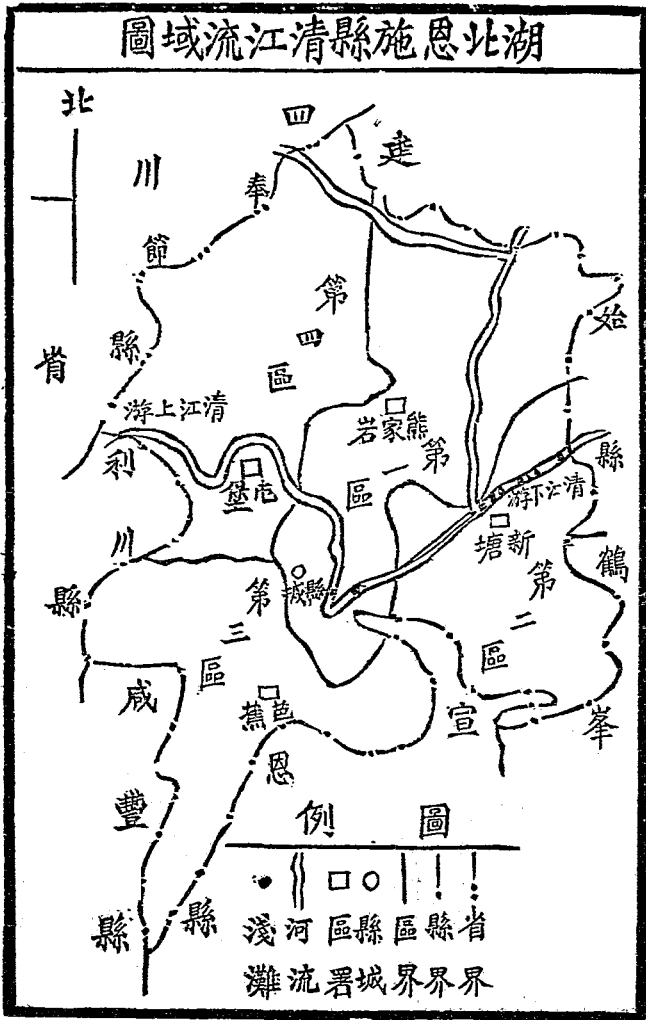 湖北恩施縣清江流域圖
北
四川省
奉節縣
建始縣
第四區
清江上游
利川縣
屯堡
熊家岩
第一區
清江下游
新塘
第二區
鶴峯
縣城
第三區
芭蕉
宣恩縣
咸豐縣
圖例
省界
縣界
區界
縣城
區署
河流
淺灘